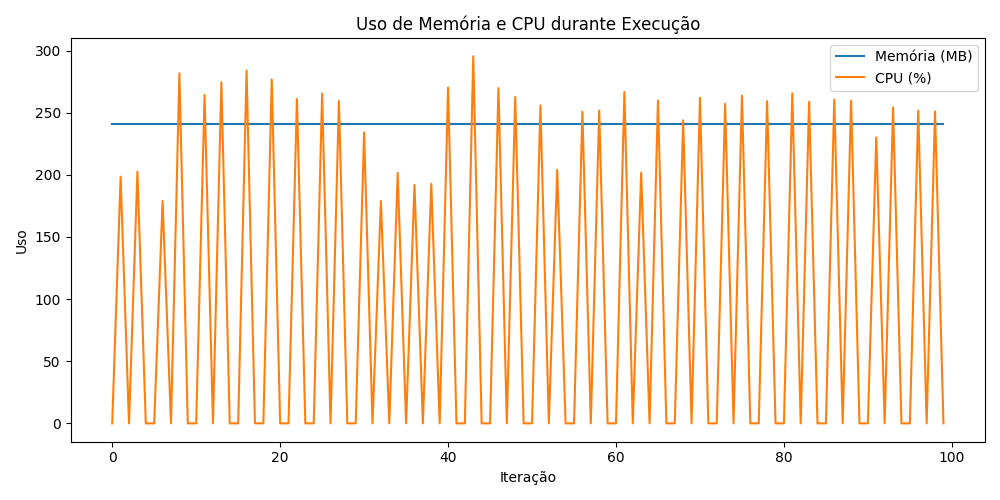 Uso de Memória e CPU durante Execução
Memória (MB)
CPU (%)
300
250
200
150
100
50
0
Uso
0 20 40 60 80 100
Iteração